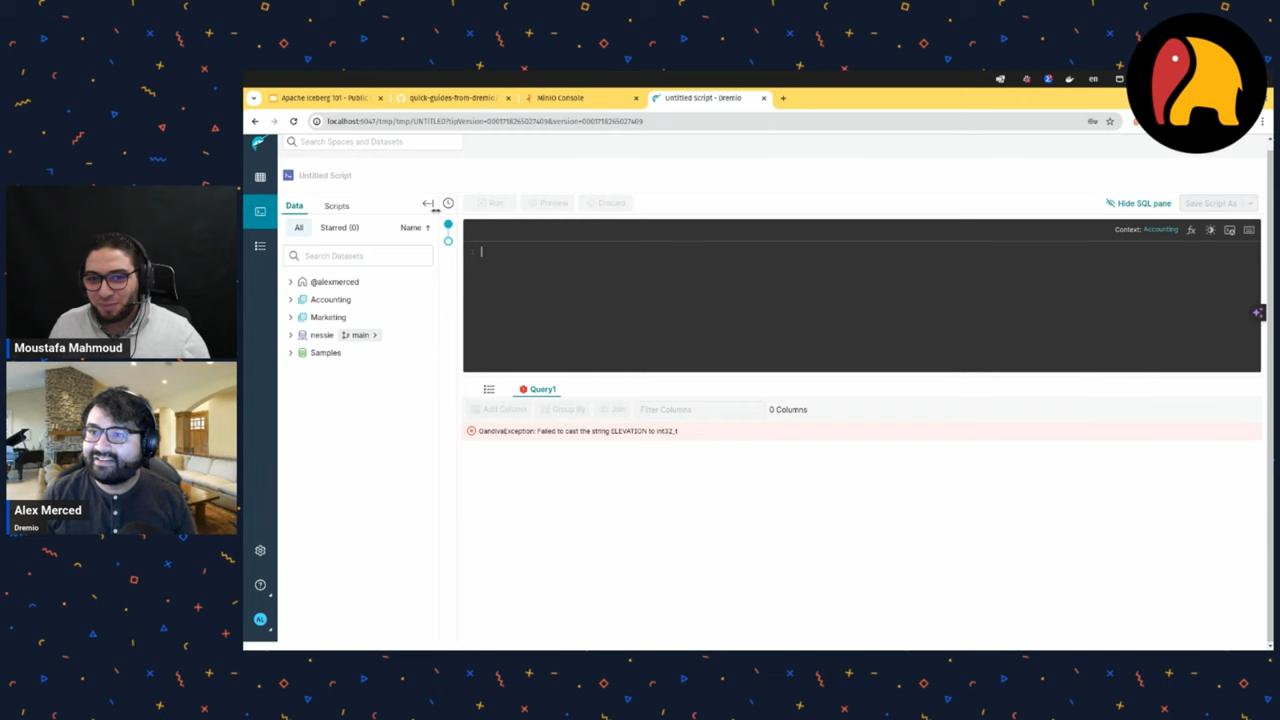 Apache Iceberg 101 - Public
quick-guides-from-dremio/
MinIO Console
Untitled Script - Dremio
en
localhost:9047/tmp/tmp/UNTITLED?tipVersion=0001718265027409&version=0001718265027409
Search Spaces and Datasets
Untitled Script
Data
Scripts
Run
Preview
Discard
Hide SQL pane
Save Script As
All
Starred (0)
Name
Context: Accounting
fx
1
Search Datasets
@alexmerced
Accounting
Marketing
nessie
main
Samples
Query1
Add Column
Group By
Join
Filter Columns
0 Columns
GandivaException: Failed to cast the string ELEVATION to int32_t
AL
Moustafa Mahmoud
Alex Merced
Dremio